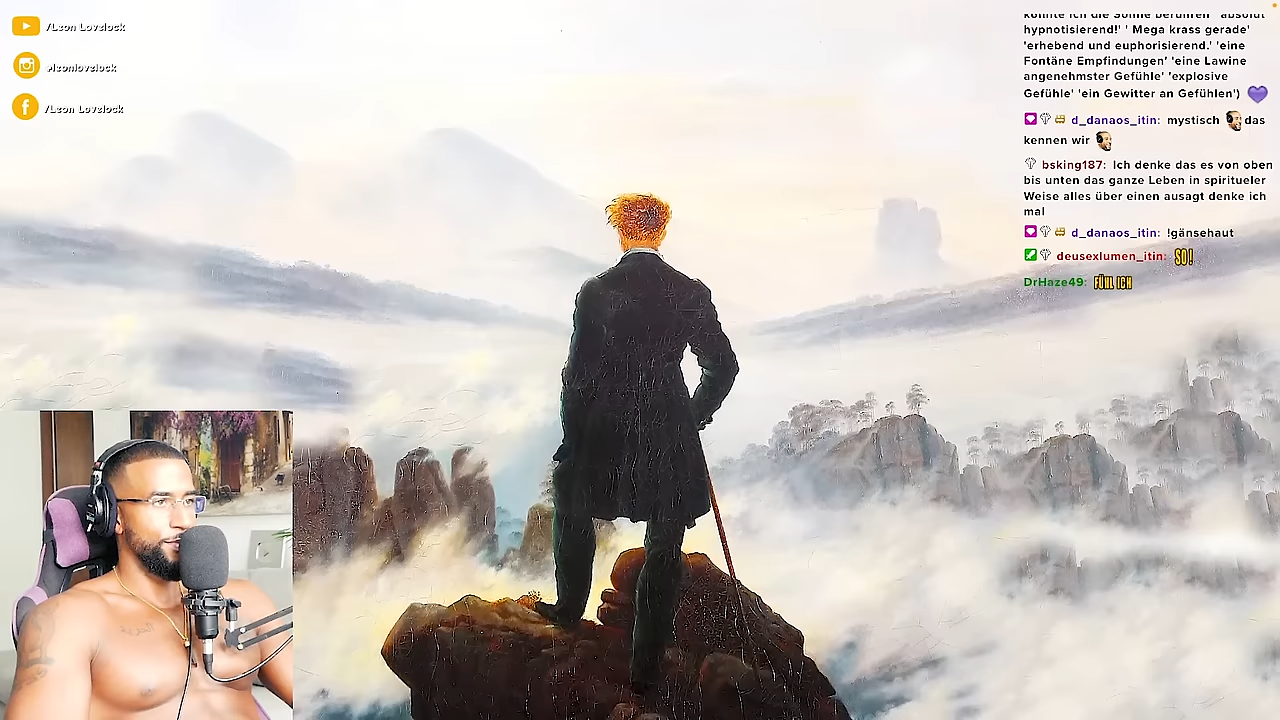 /Leon Lovelock
/Leon Lovelock
könnte ich die Sonne berühren' 'absolut
hypnotisierend!' ' Mega krass gerade'
'erhebend und euphorisierend.' 'eine
Fontäne Empfindungen' 'eine Lawine
angenehmster Gefühle' 'explosive
Gefühle' 'ein Gewitter an Gefühlen')
d_danaos_itin: mystisch das
kennen wir
bsking187: Ich denke das es von oben
bis unten das ganze Leben in spiritueler
Weise alles über einen ausagt denke ich
mal
d_danaos_itin: !gänsehaut
deusexlumen_itin: SO!
DrHaze49: FÜHL ICH